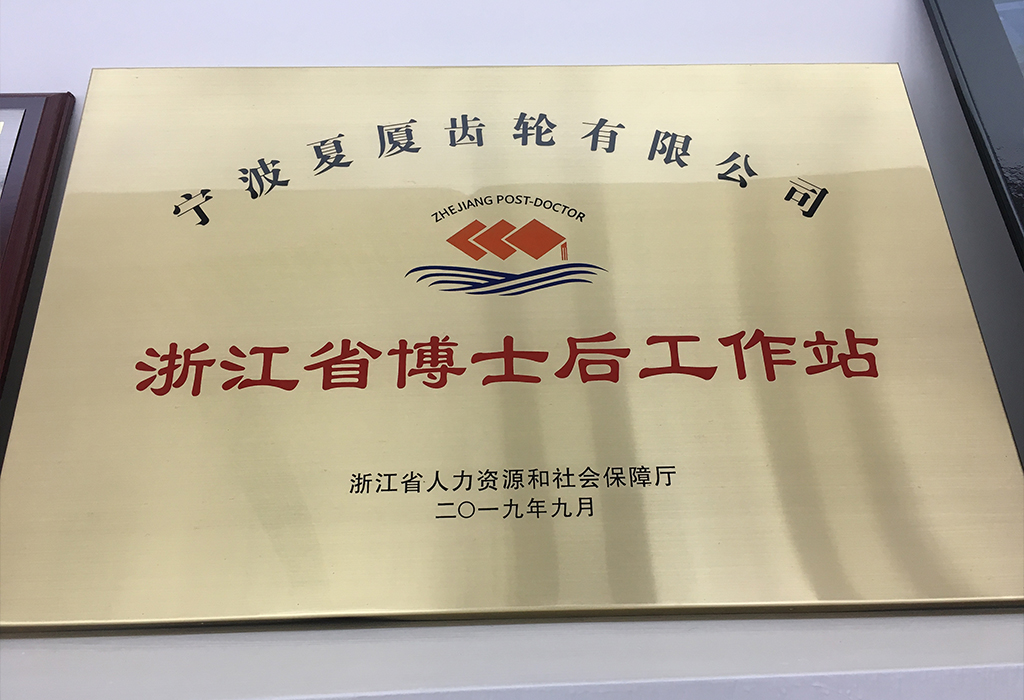 宁波夏厦齿轮有限公司
ZHEJIANG POST-DOCTOR
浙江省博士后工作站
浙江省人力资源和社会保障厅
二〇一九年九月